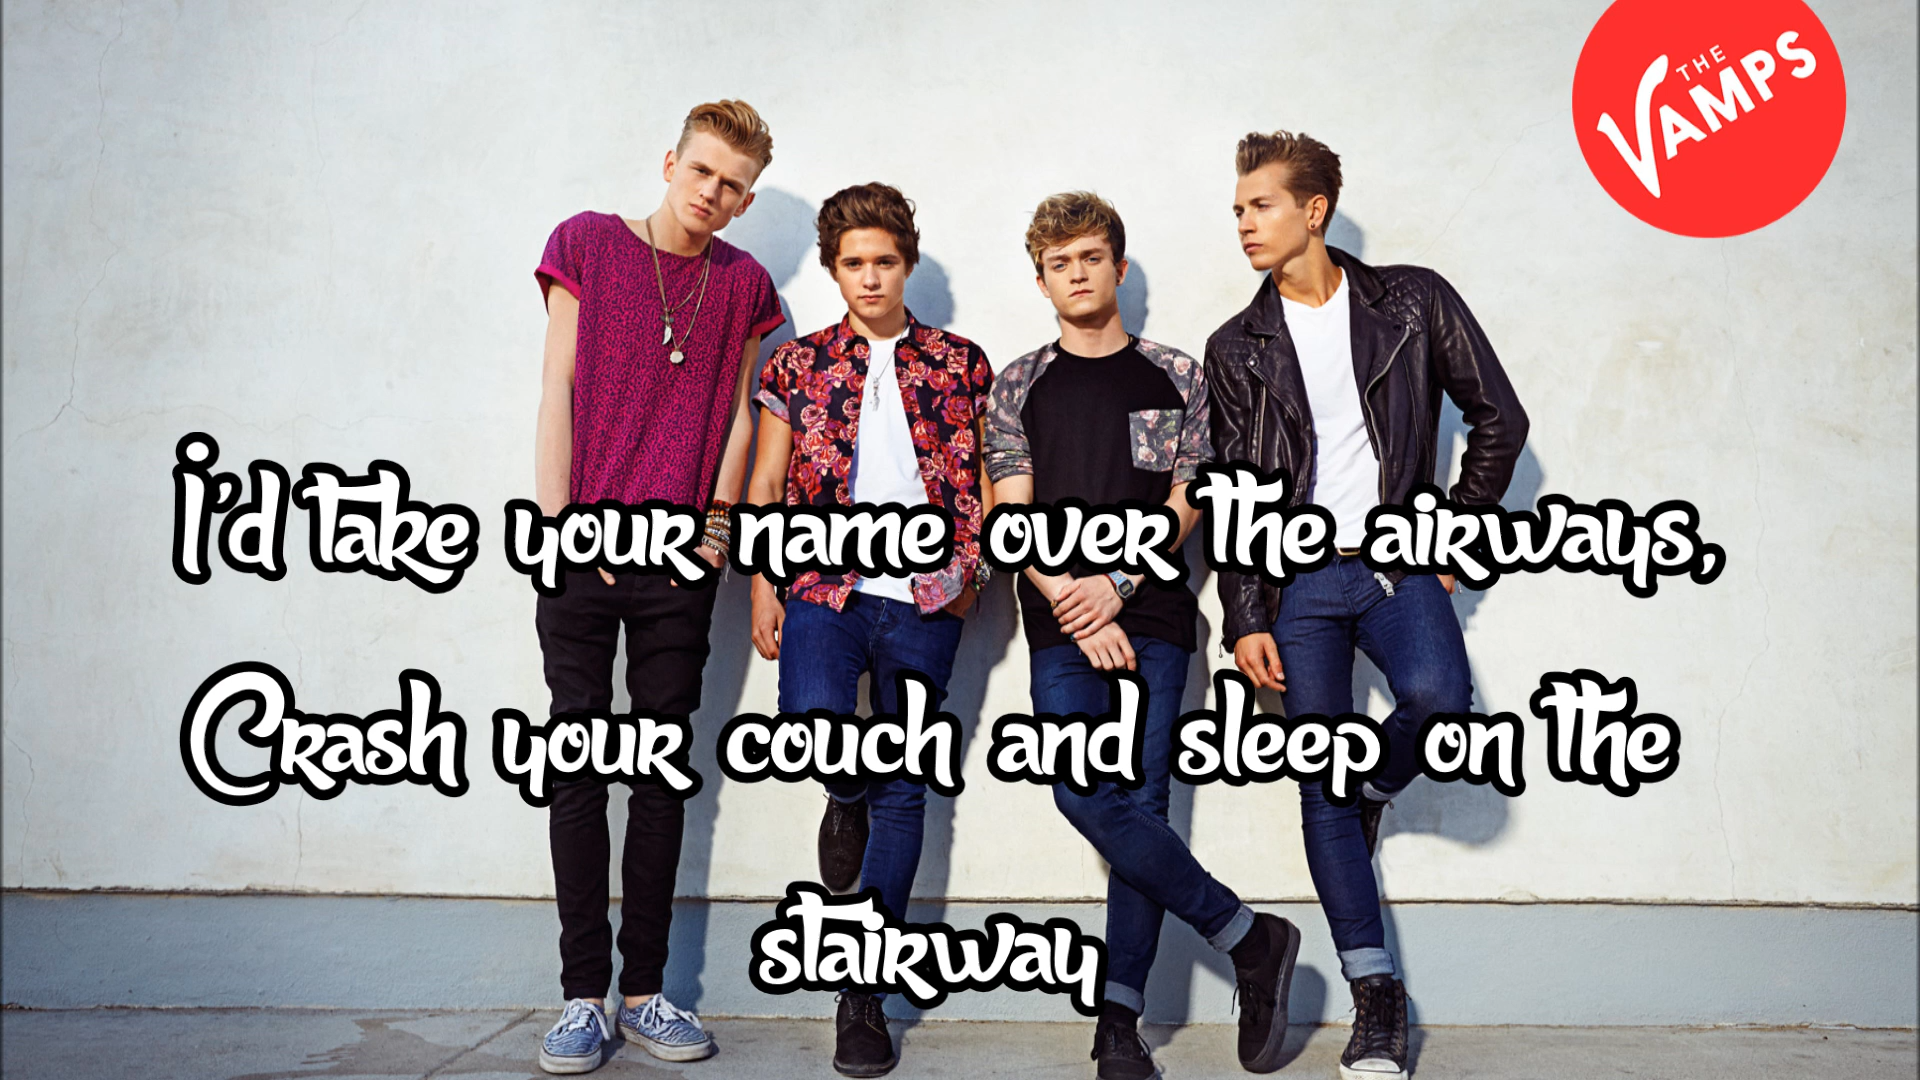 THE
VAMPS
I'd take your name over the airways,
Crash your couch and sleep on the
stairway